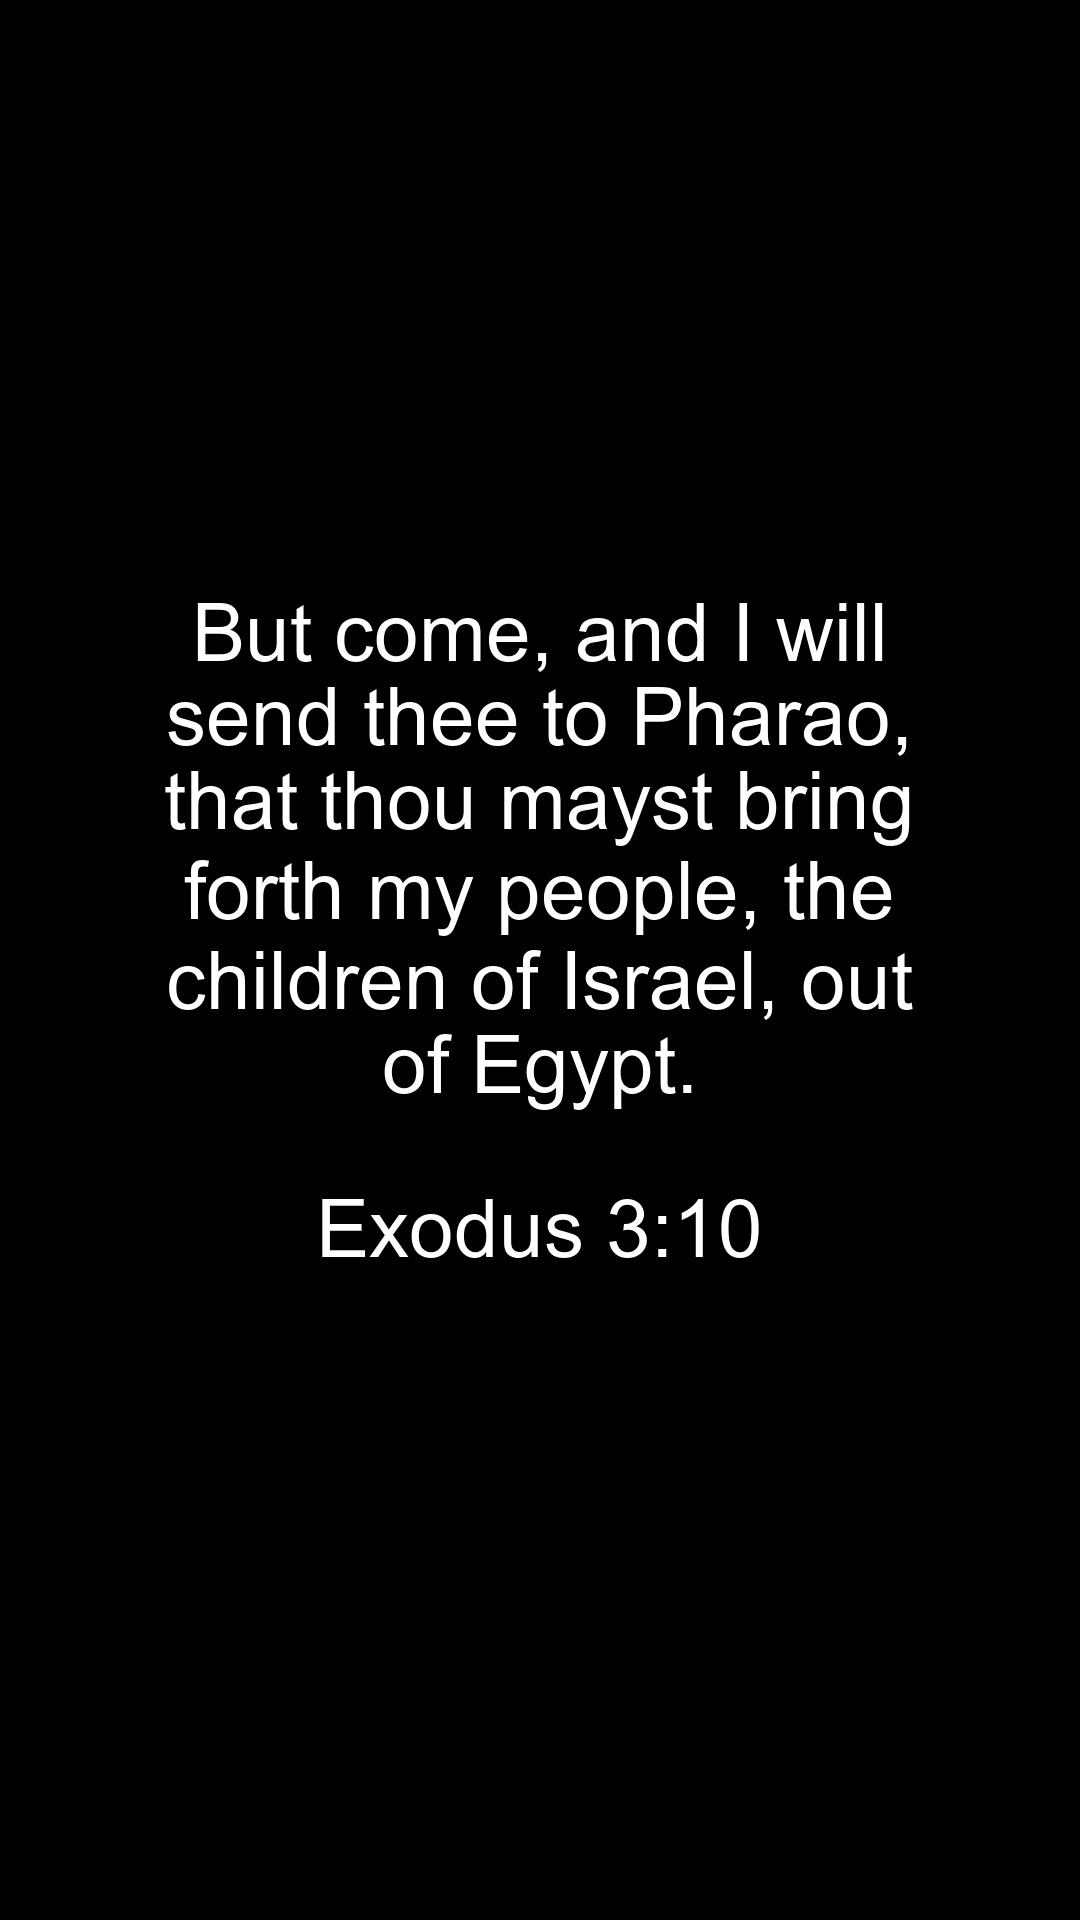 But come, and I will
send thee to Pharao,
that thou mayst bring
forth my people, the
children of Israel, out
of Egypt.
Exodus 3:10